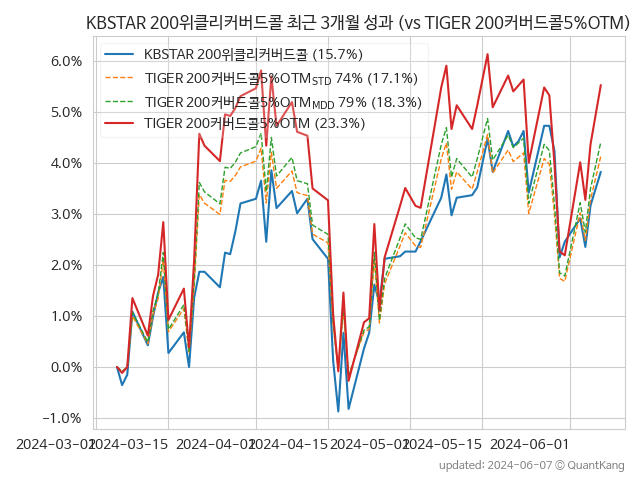 KBSTAR 200위클리커버드콜 최근 3개월 성과 (vs TIGER 200커버드콜5%OTM)
KBSTAR 200위클리커버드콜 (15.7%)
TIGER 200커버드콜5%OTM STD 74% (17.1%)
TIGER 200커버드콜5%OTM MDD 79% (18.3%)
TIGER 200커버드콜5%OTM (23.3%)
6.0%
5.0%
4.0%
3.0%
2.0%
1.0%
0.0%
−1.0%
2024-03-01 2024-03-15 2024-04-01 2024-04-15 2024-05-01 2024-05-15 2024-06-01
updated: 2024-06-07 © QuantKang